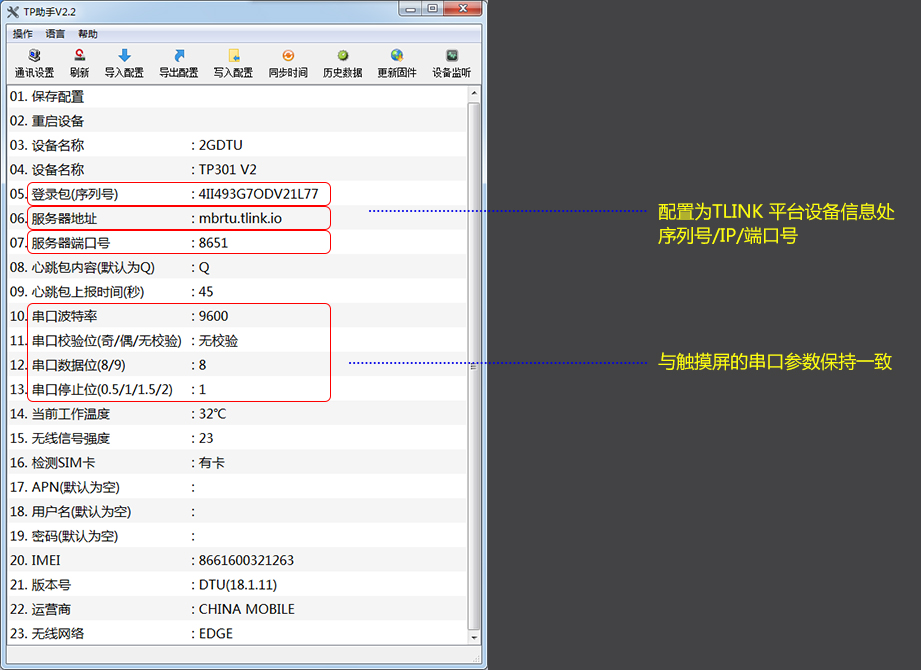 TP助手V2.2
操作 语言 帮助
通讯设置 刷新 导入配置 导出配置 写入配置 同步时间 历史数据 更新固件 设备监听
01. 保存配置
02. 重启设备
03. 设备名称 : 2GDTU
04. 设备名称 : TP301 V2
05. 登录包(序列号) : 4II493G7ODV21L77
06. 服务器地址 : mbrtu.tlink.io
07. 服务器端口号 : 8651
配置为TLINK 平台设备信息处
序列号/IP/端口号
08. 心跳包内容(默认为Q) : Q
09. 心跳包上报时间(秒) : 45
10. 串口波特率 : 9600
11. 串口校验位(奇/偶/无校验) : 无校验
12. 串口数据位(8/9) : 8
13. 串口停止位(0.5/1/1.5/2) : 1
与触摸屏的串口参数保持一致
14. 当前工作温度 : 32℃
15. 无线信号强度 : 23
16. 检测SIM卡 : 有卡
17. APN(默认为空) :
18. 用户名(默认为空) :
19. 密码(默认为空) :
20. IMEI : 8661600321263
21. 版本号 : DTU(18.1.11)
22. 运营商 : CHINA MOBILE
23. 无线网络 : EDGE